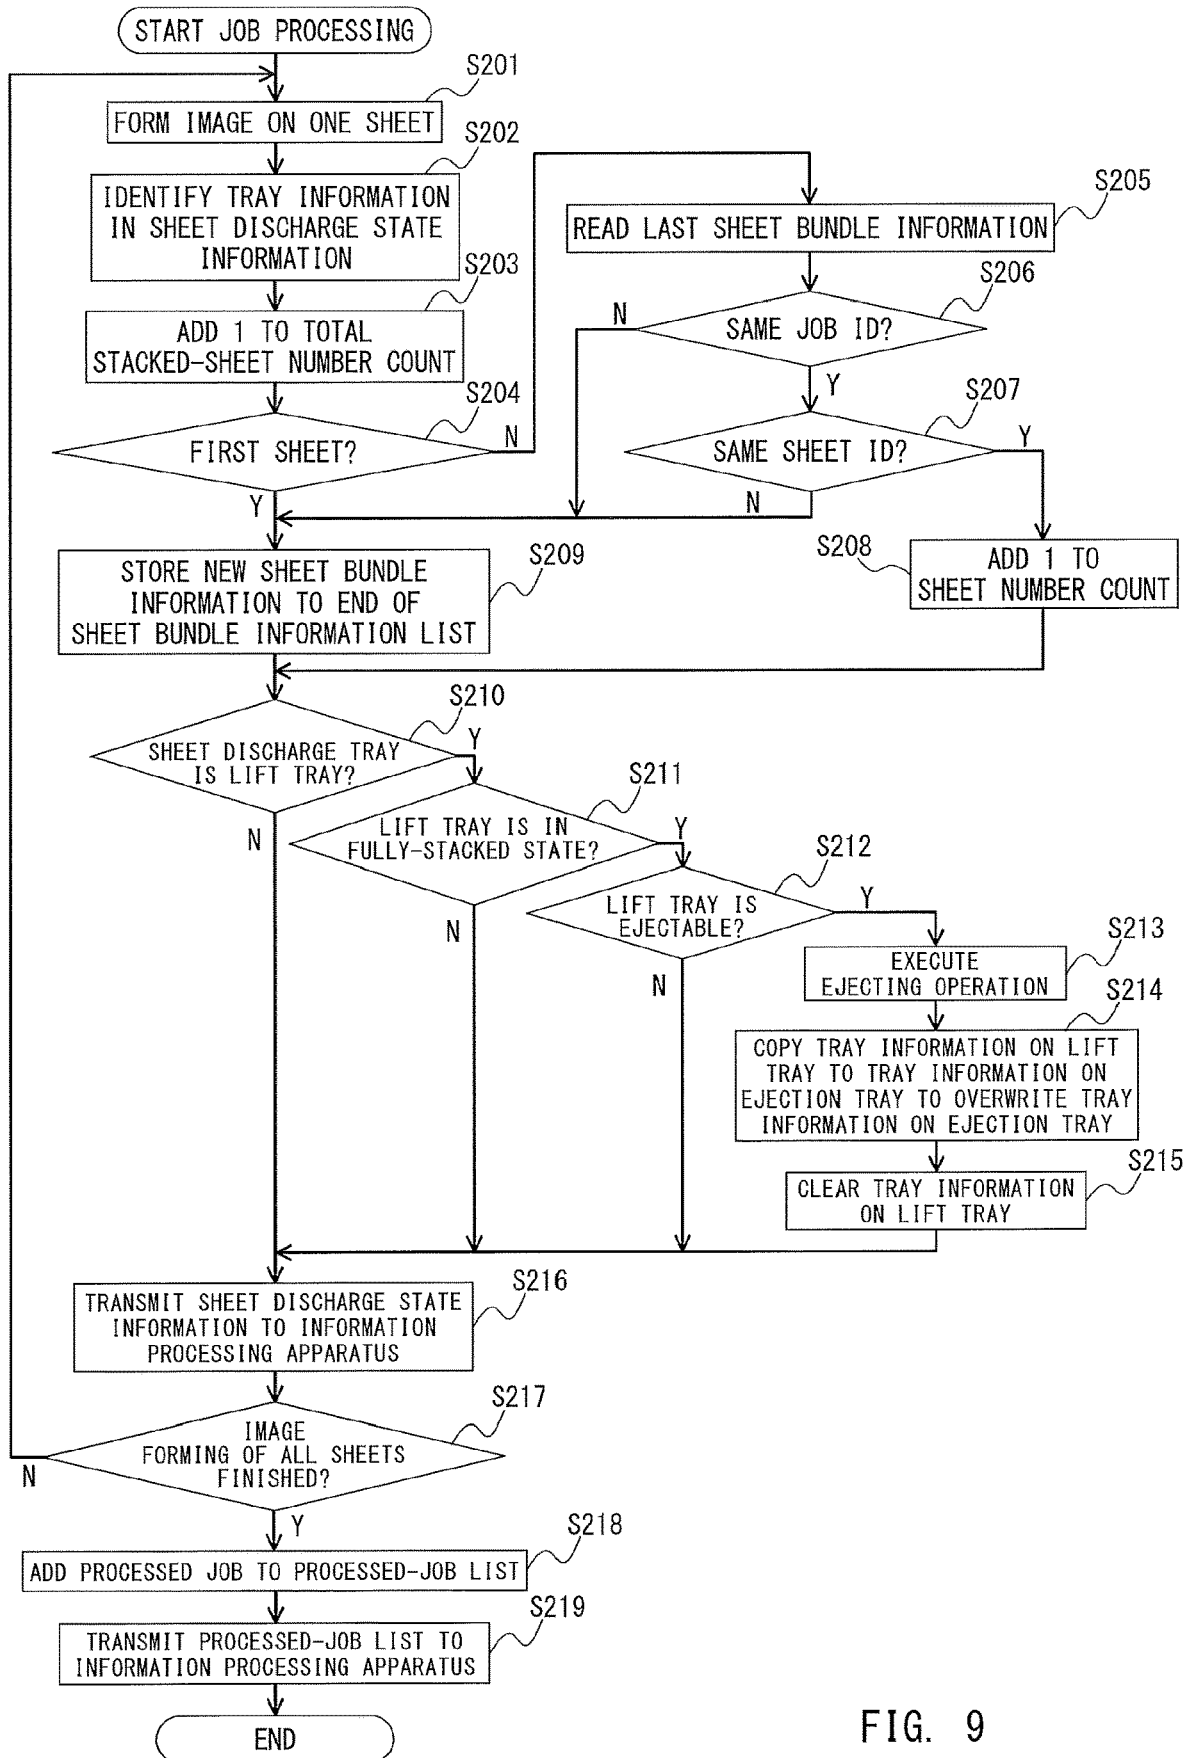 START JOB PROCESSING
S201
FORM IMAGE ON ONE SHEET
S202
IDENTIFY TRAY INFORMATION
IN SHEET DISCHARGE STATE
INFORMATION
S203
ADD 1 TO TOTAL
STACKED-SHEET NUMBER COUNT
S204
FIRST SHEET?
N
Y
S205
READ LAST SHEET BUNDLE INFORMATION
S206
SAME JOB ID?
N
Y
S207
SAME SHEET ID?
Y
N
S208
ADD 1 TO
SHEET NUMBER COUNT
S209
STORE NEW SHEET BUNDLE
INFORMATION TO END OF
SHEET BUNDLE INFORMATION LIST
S210
SHEET DISCHARGE TRAY
IS LIFT TRAY?
Y
N
S211
LIFT TRAY IS IN
FULLY-STACKED STATE?
Y
N
S212
LIFT TRAY IS
EJECTABLE?
Y
N
S213
EXECUTE
EJECTING OPERATION
S214
COPY TRAY INFORMATION ON LIFT
TRAY TO TRAY INFORMATION ON
EJECTION TRAY TO OVERWRITE TRAY
INFORMATION ON EJECTION TRAY
S215
CLEAR TRAY INFORMATION
ON LIFT TRAY
S216
TRANSMIT SHEET DISCHARGE STATE
INFORMATION TO INFORMATION
PROCESSING APPARATUS
S217
IMAGE
FORMING OF ALL SHEETS
FINISHED?
N
Y
S218
ADD PROCESSED JOB TO PROCESSED-JOB LIST
S219
TRANSMIT PROCESSED-JOB LIST TO
INFORMATION PROCESSING APPARATUS
END
FIG. 9